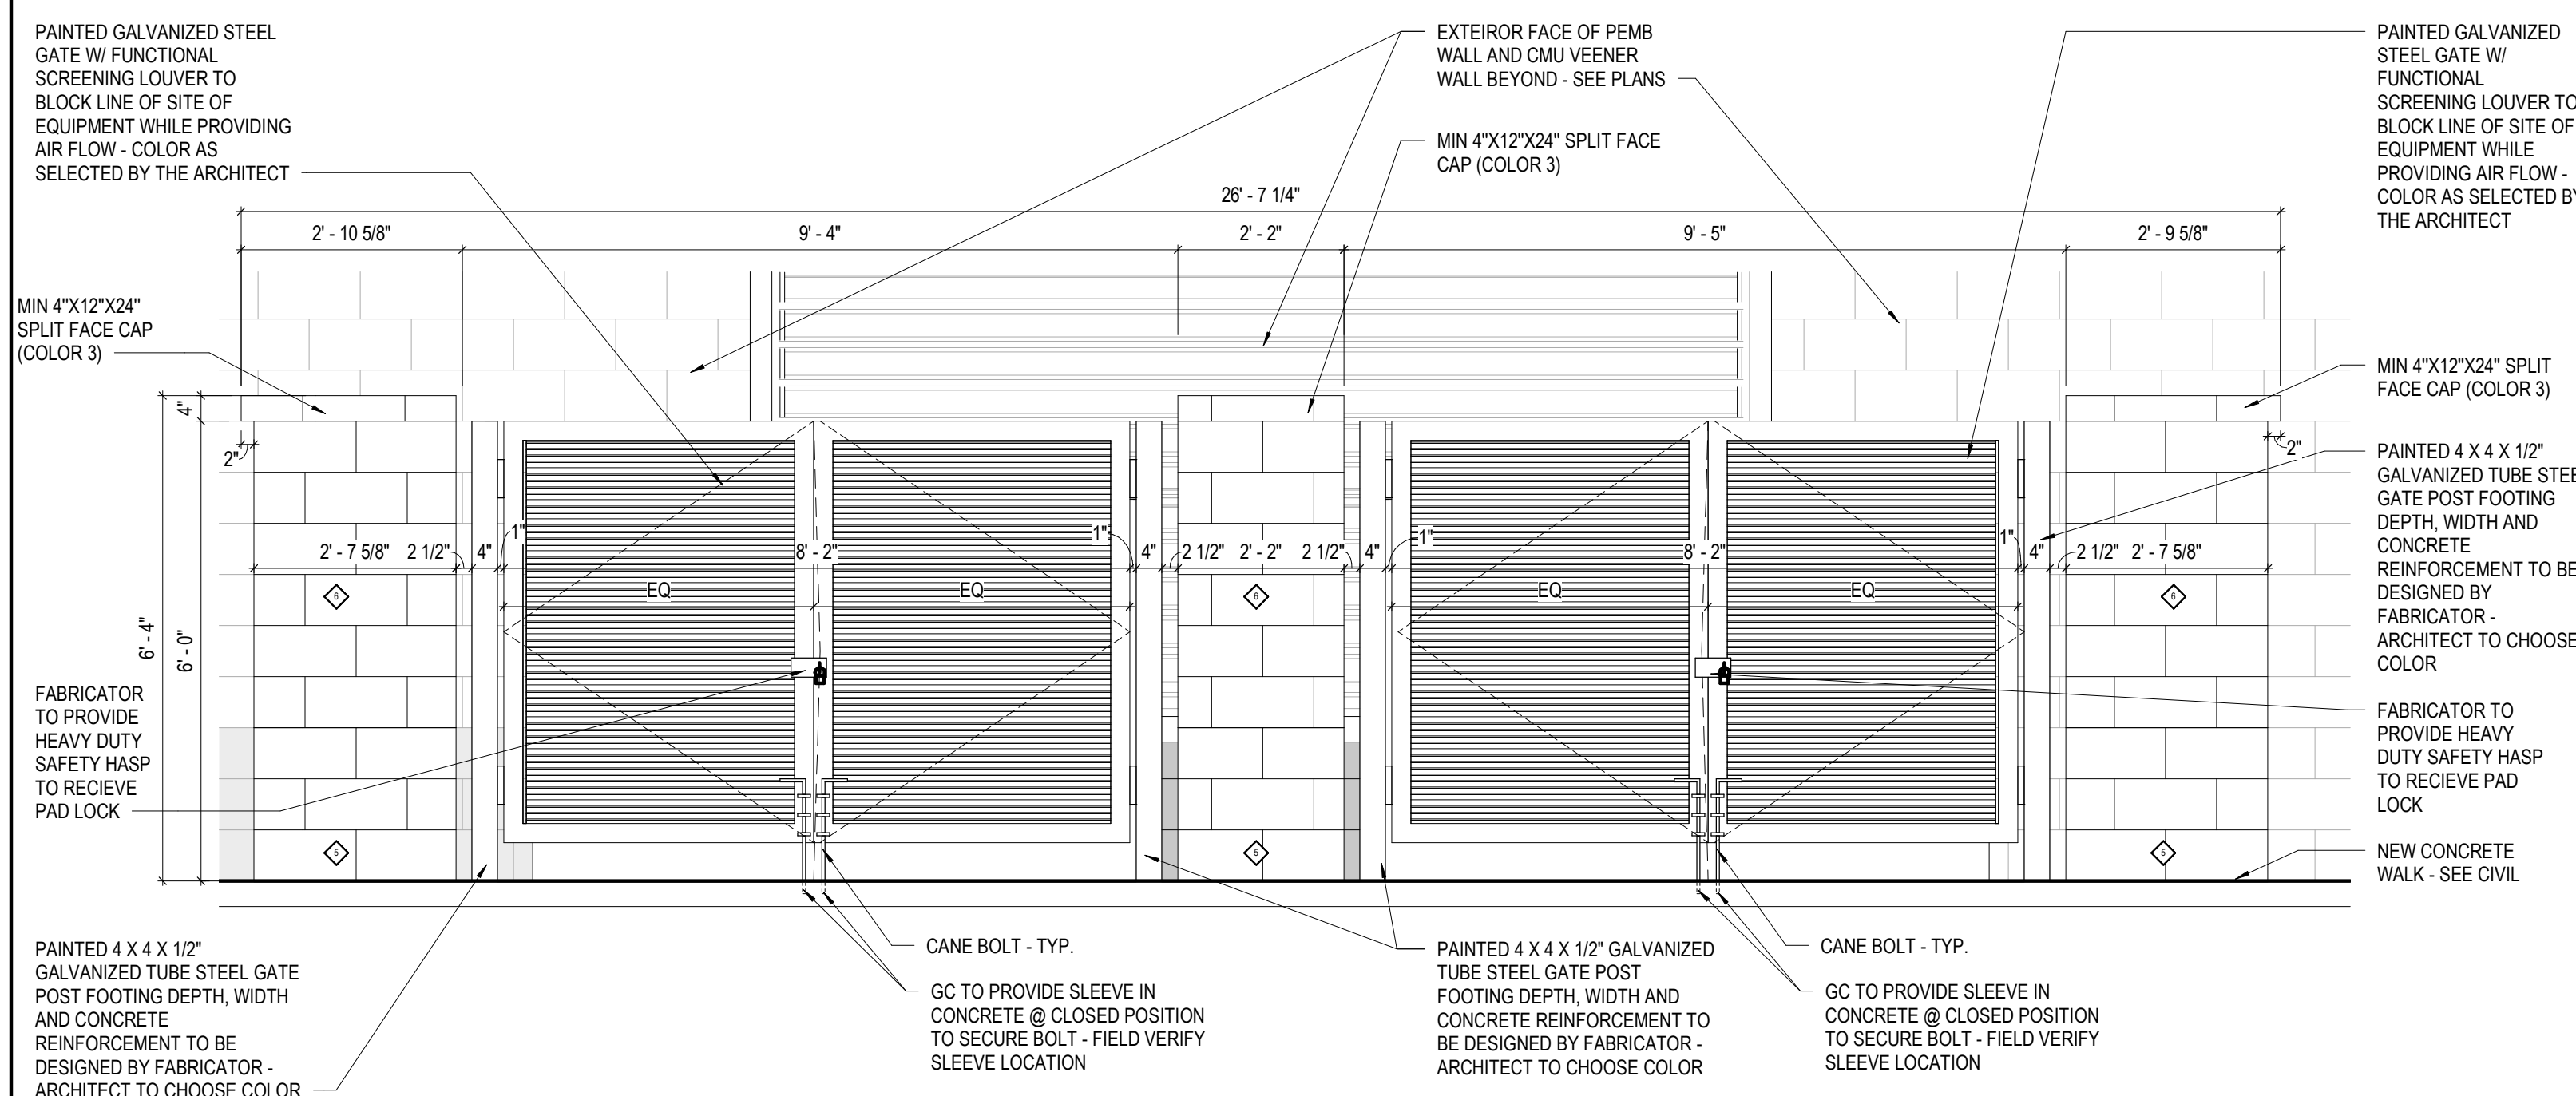 PAINTED GALVANIZED STEEL
GATE W/ FUNCTIONAL
SCREENING LOUVER TO
BLOCK LINE OF SITE OF
EQUIPMENT WHILE PROVIDING
AIR FLOW - COLOR AS
SELECTED BY THE ARCHITECT
EXTEIROR FACE OF PEMB
WALL AND CMU VEENER
WALL BEYOND - SEE PLANS
MIN 4"X12"X24" SPLIT FACE
CAP (COLOR 3)
PAINTED GALVANIZED
STEEL GATE W/
FUNCTIONAL
SCREENING LOUVER TO
BLOCK LINE OF SITE OF
EQUIPMENT WHILE
PROVIDING AIR FLOW -
COLOR AS SELECTED BY
THE ARCHITECT
26' - 7 1/4"
2' - 10 5/8"
9' - 4"
2' - 2"
9' - 5"
2' - 9 5/8"
MIN 4"X12"X24"
SPLIT FACE CAP
(COLOR 3)
MIN 4"X12"X24" SPLIT
FACE CAP (COLOR 3)
4"
2"
2"
PAINTED 4 X 4 X 1/2"
GALVANIZED TUBE STEE
GATE POST FOOTING
DEPTH, WIDTH AND
CONCRETE
REINFORCEMENT TO BE
DESIGNED BY
FABRICATOR -
ARCHITECT TO CHOOSE
COLOR
2' - 7 5/8"
2 1/2"
4"
1"
8' - 2"
1"
4"
2 1/2"
2' - 2"
2 1/2"
4"
1"
8' - 2"
1"
4"
2 1/2"
2' - 7 5/8"
EQ
EQ
EQ
EQ
6
6
6
6' - 4"
6' - 0"
FABRICATOR
TO PROVIDE
HEAVY DUTY
SAFETY HASP
TO RECIEVE
PAD LOCK
FABRICATOR TO
PROVIDE HEAVY
DUTY SAFETY HASP
TO RECIEVE PAD
LOCK
5
5
5
NEW CONCRETE
WALK - SEE CIVIL
PAINTED 4 X 4 X 1/2"
GALVANIZED TUBE STEEL GATE
POST FOOTING DEPTH, WIDTH
AND CONCRETE
REINFORCEMENT TO BE
DESIGNED BY FABRICATOR -
ARCHITECT TO CHOOSE COLOR
CANE BOLT - TYP.
GC TO PROVIDE SLEEVE IN
CONCRETE @ CLOSED POSITION
TO SECURE BOLT - FIELD VERIFY
SLEEVE LOCATION
PAINTED 4 X 4 X 1/2" GALVANIZED
TUBE STEEL GATE POST
FOOTING DEPTH, WIDTH AND
CONCRETE REINFORCEMENT TO
BE DESIGNED BY FABRICATOR -
ARCHITECT TO CHOOSE COLOR
CANE BOLT - TYP.
GC TO PROVIDE SLEEVE IN
CONCRETE @ CLOSED POSITION
TO SECURE BOLT - FIELD VERIFY
SLEEVE LOCATION